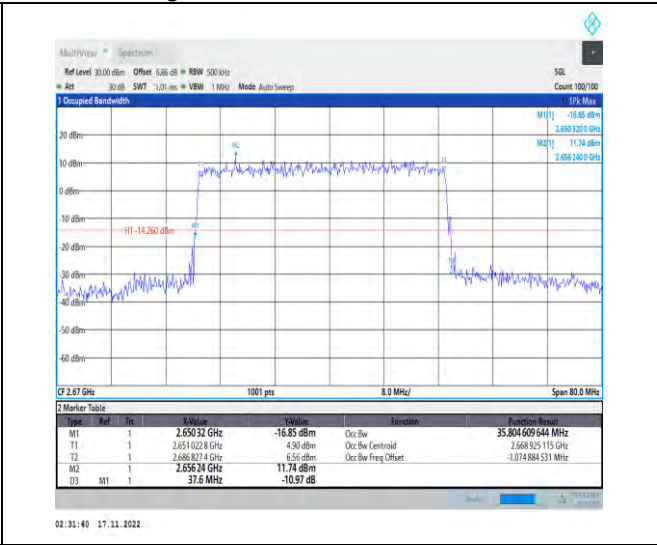 MultiView Spectrum
Ref Level 30.00 dBm Offset 6.86 dB RBW 500 kHz SGL
Att 30 dB SWT 1.01 ms VBW 1 MHz Mode Auto Sweep Count 100/100
1 Occupied Bandwidth 1Pk Max
M1[1] -16.85 dBm
2.650 3200 GHz
20 dBm
M2[1] 11.74 dBm
M2
2.656 2400 GHz
10 dBm
0 dBm
-10 dBm
M1
H1 -14.260 dBm
-20 dBm
-30 dBm
-40 dBm
-50 dBm
-60 dBm
CF 2.67 GHz 1001 pts 8.0 MHz/ Span 80.0 MHz
2 Marker Table
Type Ref Trc X-Value Y-Value Function Function Result
M1 1 2.65032 GHz -16.85 dBm Occ Bw 35.804 609 644 MHz
T1 1 2.651 022 8 GHz 4.90 dBm Occ Bw Centroid 2.668 925 115 GHz
T2 1 2.686 827 4 GHz 6.56 dBm Occ Bw Freq Offset -1.074 884 531 MHz
M2 1 2.65624 GHz 11.74 dBm
D3 M1 1 37.6 MHz -10.97 dB
02:31:40 17.11.2022